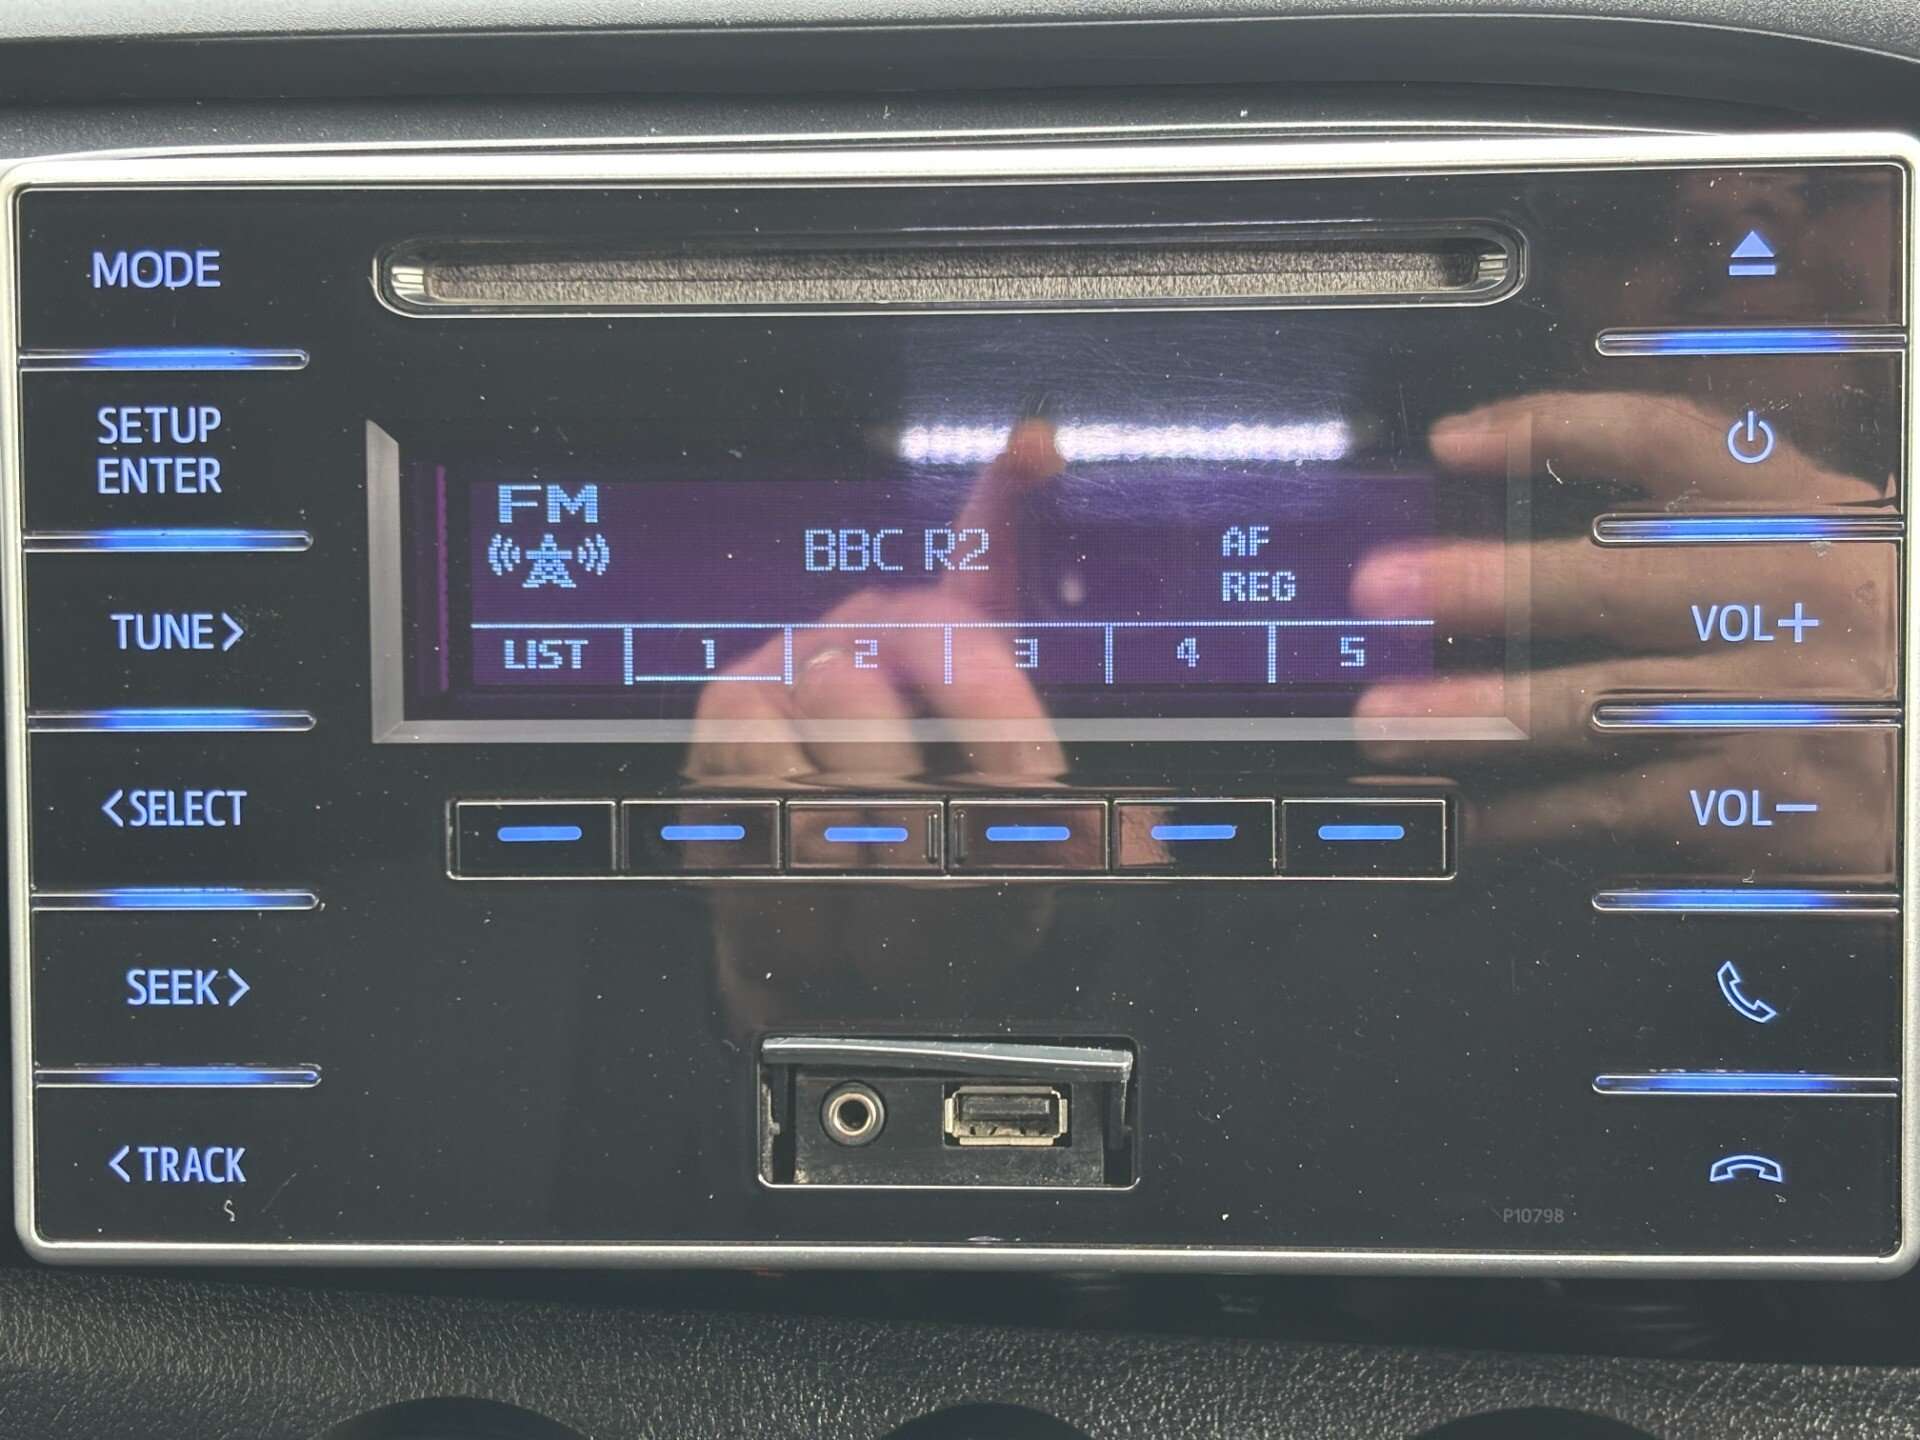 MODE
SETUP
ENTER
TUNE>
<SELECT
SEEK>
<TRACK
FM
BBC R2
AF
REG
LIST 1 2 3 4 5
VOL+
VOL-
P10798